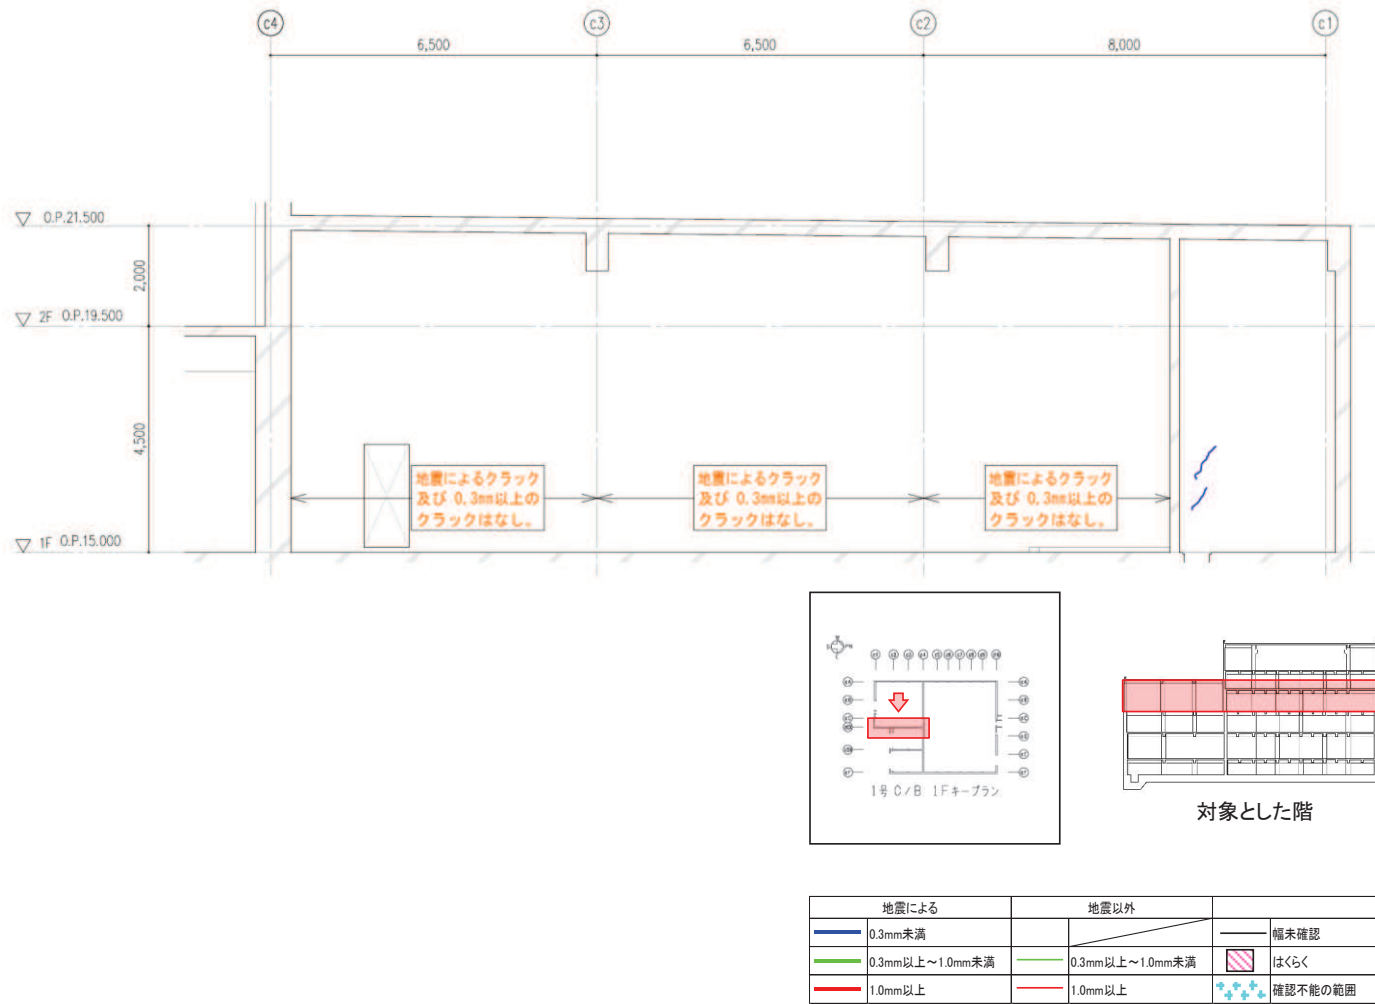 c4 c3 c2 c1
6,500 6,500 8,000
O.P.21.500
2,000
2F O.P.19.500
4,500
地震によるクラック
及び 0.3mm以上の
クラックはなし。
地震によるクラック
及び 0.3mm以上の
クラックはなし。
地震によるクラック
及び 0.3mm以上の
クラックはなし。
1F O.P.15.000
1号 C/B 1Fキープラン
対象とした階
地震による 地震以外
0.3mm未満 幅未確認
0.3mm以上～1.0mm未満 0.3mm以上～1.0mm未満 はくらく
1.0mm以上 1.0mm以上 確認不能の範囲